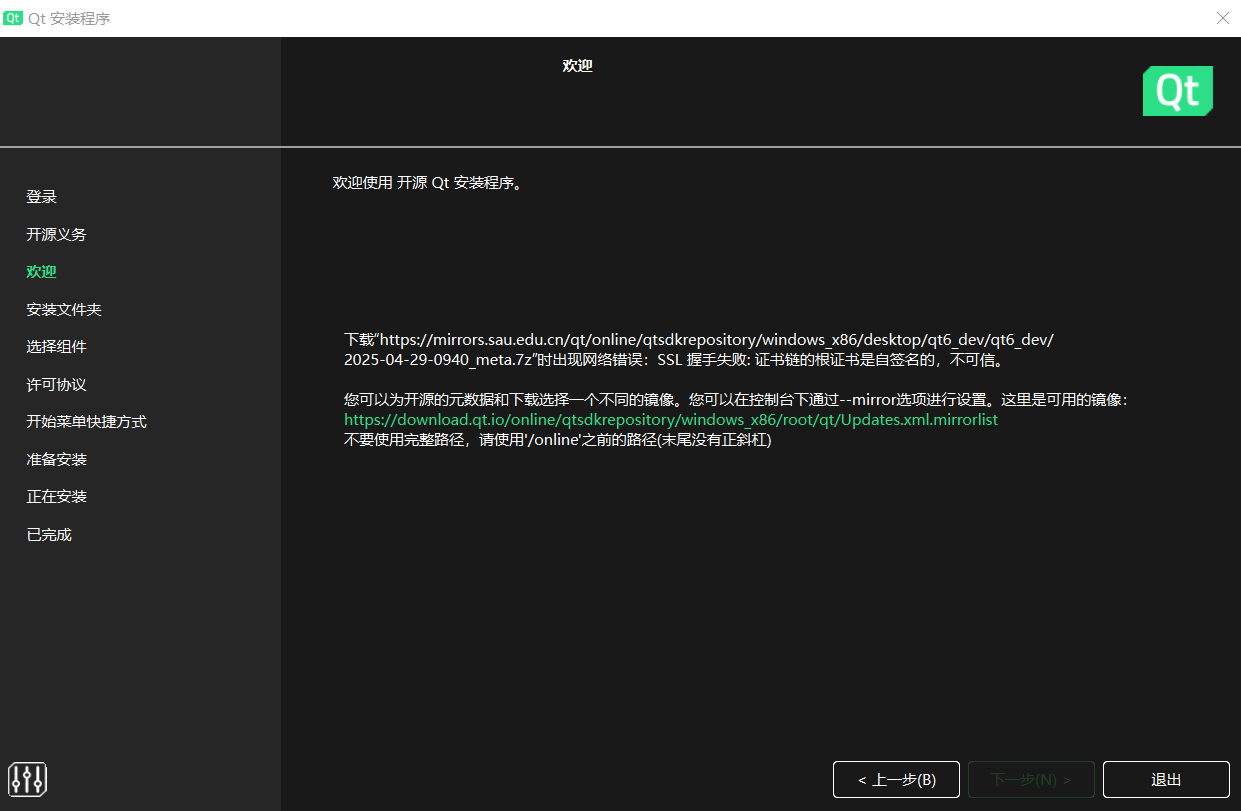 Qt Qt 安装程序
欢迎
Qt
登录
开源义务
欢迎
安装文件夹
选择组件
许可协议
开始菜单快捷方式
准备安装
正在安装
已完成
欢迎使用 开源 Qt 安装程序。
下载“https://mirrors.sau.edu.cn/qt/online/qtsdkrepository/windows_x86/desktop/qt6_dev/qt6_dev/
2025-04-29-0940_meta.7z”时出现网络错误：SSL 握手失败: 证书链的根证书是自签名的，不可信。
您可以为开源的元数据和下载选择一个不同的镜像。您可以在控制台下通过--mirror选项进行设置。这里是可用的镜像：
https://download.qt.io/online/qtsdkrepository/windows_x86/root/qt/Updates.xml.mirrorlist
不要使用完整路径，请使用'/online'之前的路径(末尾没有正斜杠)
< 上一步(B)
下一步(N) >
退出